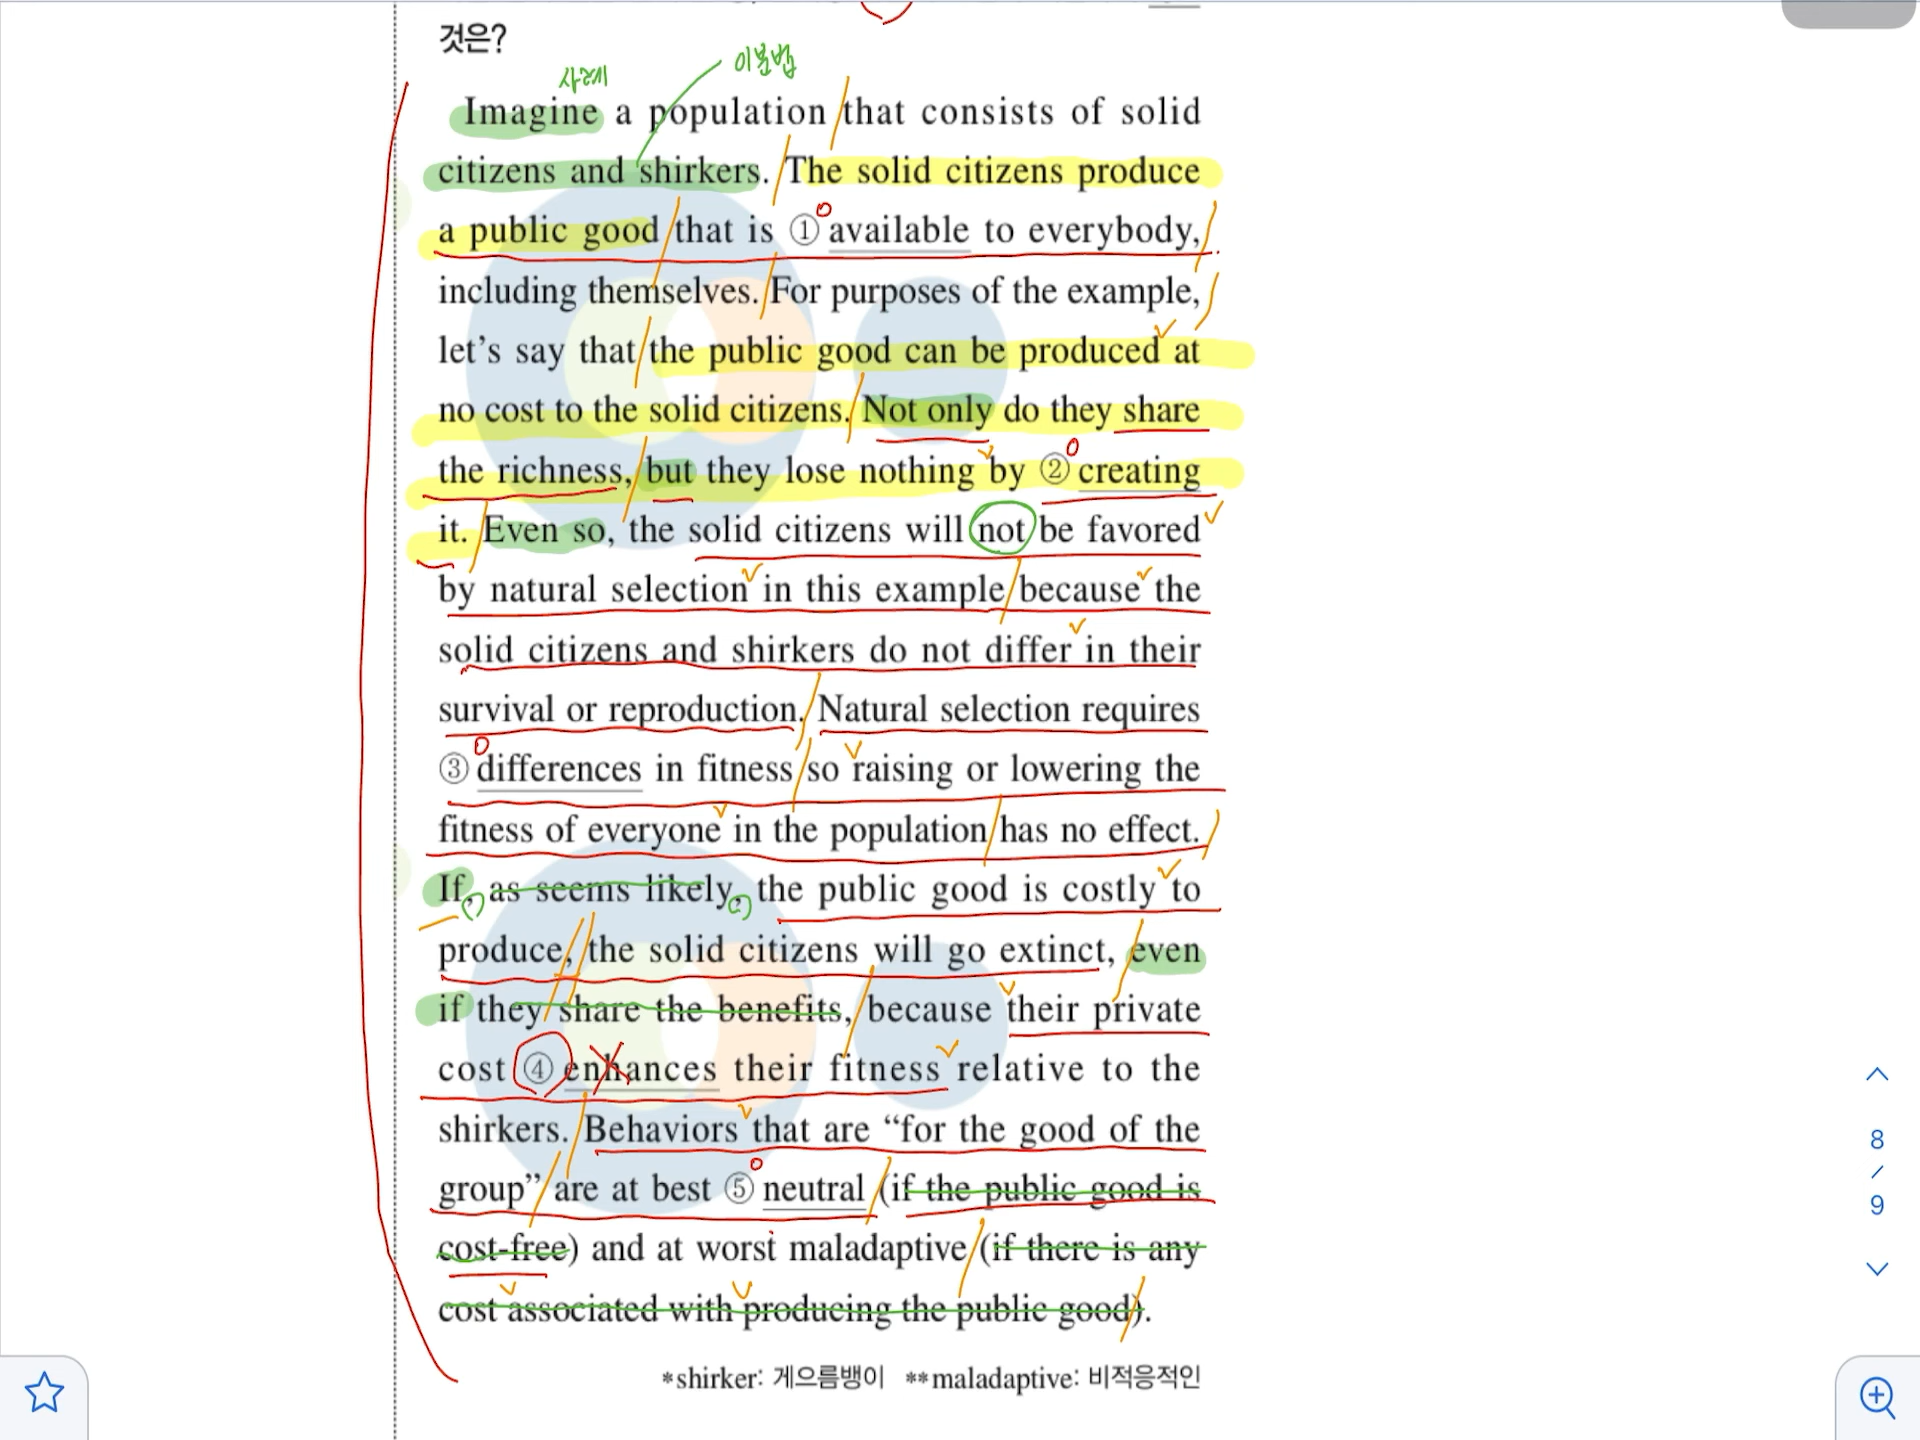 것은?
사례
이분법
Imagine a population that consists of solid
citizens and shirkers. The solid citizens produce
a public good that is ① available to everybody,
including themselves. For purposes of the example,
let’s say that the public good can be produced at
no cost to the solid citizens. Not only do they share
the richness, but they lose nothing by ② creating
it. Even so, the solid citizens will not be favored
by natural selection in this example because the
solid citizens and shirkers do not differ in their
survival or reproduction. Natural selection requires
③ differences in fitness so raising or lowering the
fitness of everyone in the population has no effect.
If, as seems likely, the public good is costly to
produce, the solid citizens will go extinct, even
if they share the benefits, because their private
cost ④ enhances their fitness relative to the
shirkers. Behaviors that are “for the good of the
group” are at best ⑤ neutral (if the public good is
cost-free) and at worst maladaptive (if there is any
cost associated with producing the public good).
*shirker: 게으름뱅이 **maladaptive: 비적응적인
8
/
9